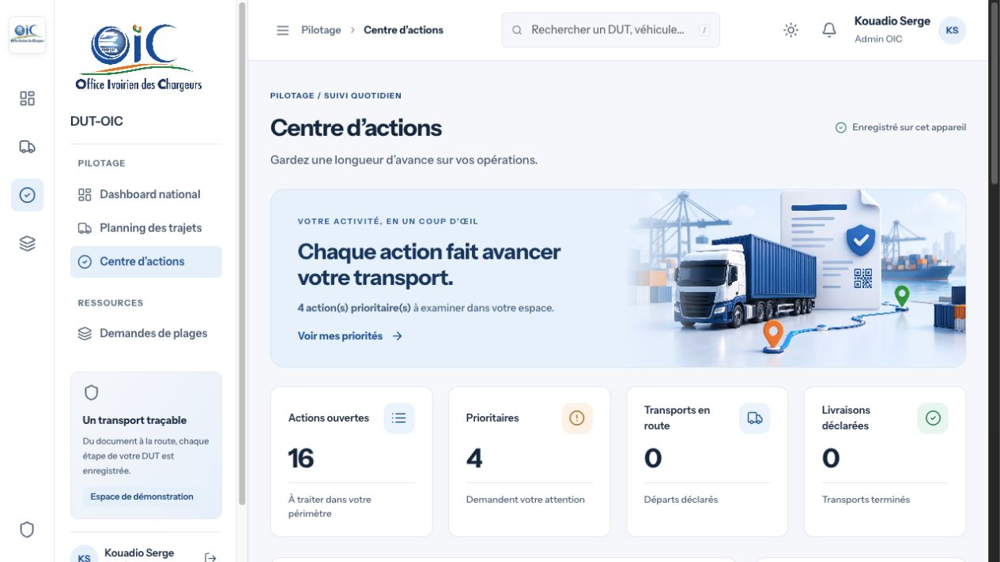 OIC
Office Ivoirien des Chargeurs
DUT-OIC
PILOTAGE
Dashboard national
Planning des trajets
Centre d’actions
RESSOURCES
Demandes de plages
Un transport traçable
Du document à la route, chaque
étape de votre DUT est
enregistrée.
Espace de démonstration
KS
Kouadio Serge
Pilotage
Centre d’actions
Rechercher un DUT, véhicule...
/
Kouadio Serge
Admin OIC
KS
PILOTAGE / SUIVI QUOTIDIEN
Centre d’actions
Enregistré sur cet appareil
Gardez une longueur d’avance sur vos opérations.
VOTRE ACTIVITÉ, EN UN COUP D’ŒIL
Chaque action fait avancer
votre transport.
4 action(s) prioritaire(s) à examiner dans votre espace.
Voir mes priorités
Actions ouvertes
16
À traiter dans votre
périmètre
Prioritaires
4
Demandent votre attention
Transports en
route
0
Départs déclarés
Livraisons
déclarées
0
Transports terminés